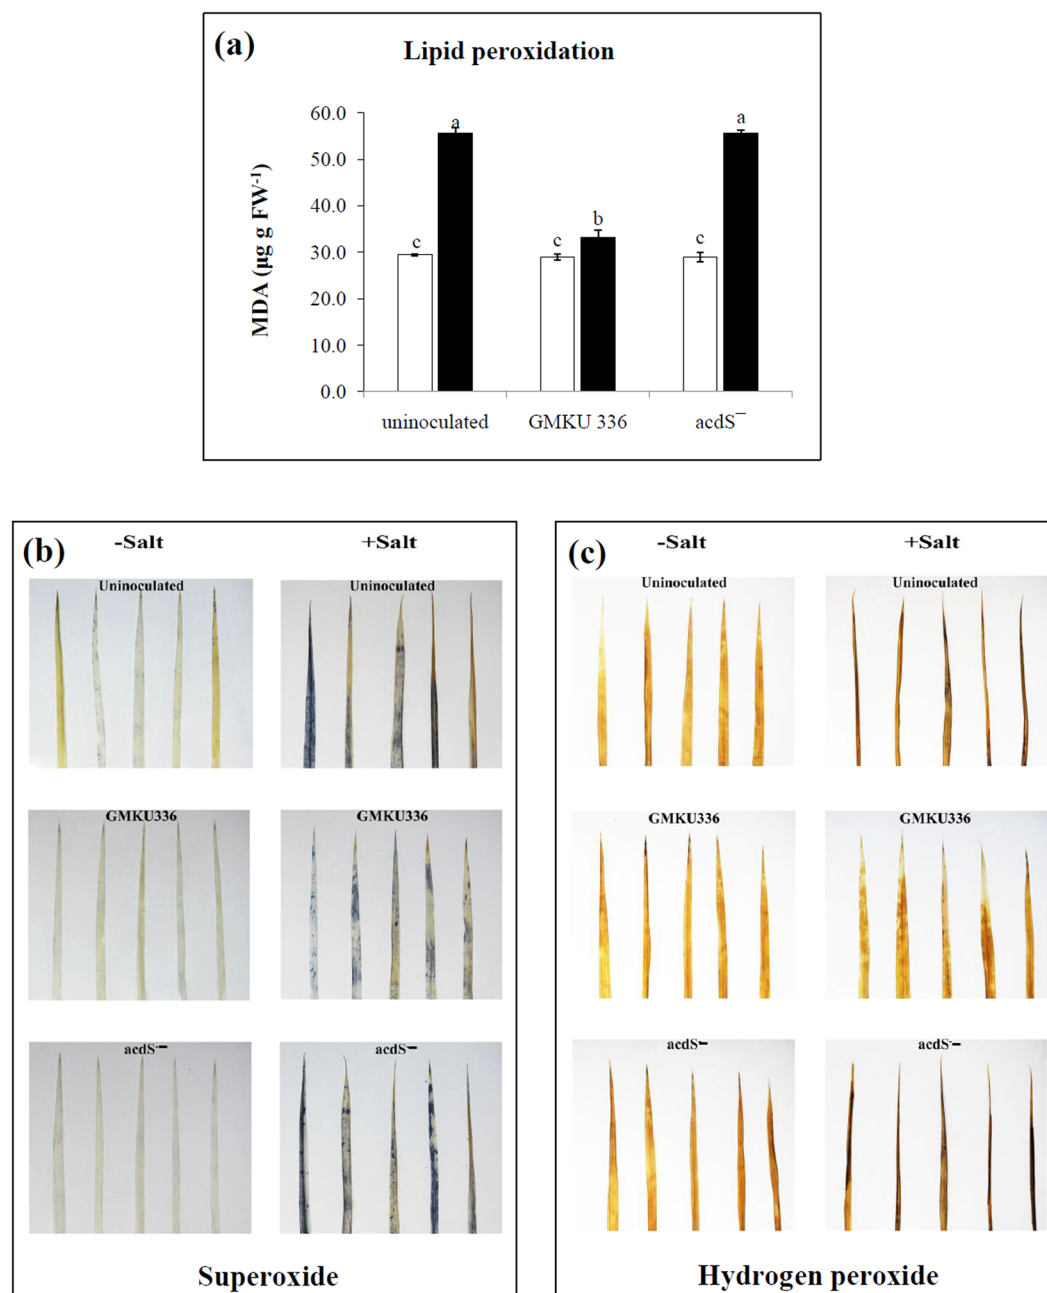 (a)
Lipid peroxidation
MDA (µg g FW⁻¹)
60.0
50.0
40.0
30.0
20.0
10.0
0.0
c
a
c
b
c
a
uninoculated
GMKU 336
acdS⁻
(b)
-Salt
+Salt
Uninoculated
Uninoculated
GMKU336
GMKU336
acdS⁻
acdS⁻
Superoxide
(c)
-Salt
+Salt
Uninoculated
Uninoculated
GMKU336
GMKU336
acdS⁻
acdS⁻
Hydrogen peroxide